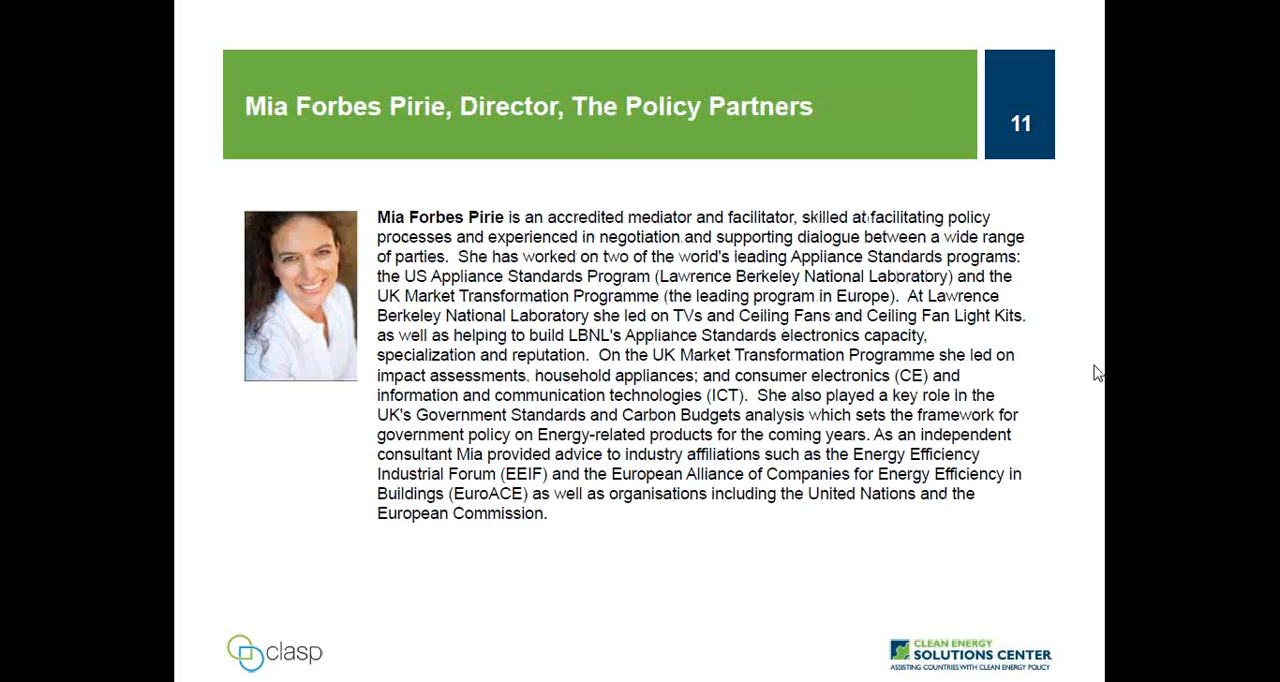 Mia Forbes Pirie, Director, The Policy Partners
11
Mia Forbes Pirie is an accredited mediator and facilitator, skilled at facilitating policy
processes and experienced in negotiation and supporting dialogue between a wide range
of parties. She has worked on two of the world's leading Appliance Standards programs:
the US Appliance Standards Program (Lawrence Berkeley National Laboratory) and the
UK Market Transformation Programme (the leading program in Europe). At Lawrence
Berkeley National Laboratory she led on TVs and Ceiling Fans and Ceiling Fan Light Kits.
as well as helping to build LBNL's Appliance Standards electronics capacity,
specialization and reputation. On the UK Market Transformation Programme she led on
impact assessments, household appliances; and consumer electronics (CE) and
information and communication technologies (ICT). She also played a key role in the
UK's Government Standards and Carbon Budgets analysis which sets the framework for
government policy on Energy-related products for the coming years. As an independent
consultant Mia provided advice to industry affiliations such as the Energy Efficiency
Industrial Forum (EEIF) and the European Alliance of Companies for Energy Efficiency in
Buildings (EuroACE) as well as organisations including the United Nations and the
European Commission.
clasp
CLEAN ENERGY
SOLUTIONS CENTER
ASSISTING COUNTRIES WITH CLEAN ENERGY POLICY